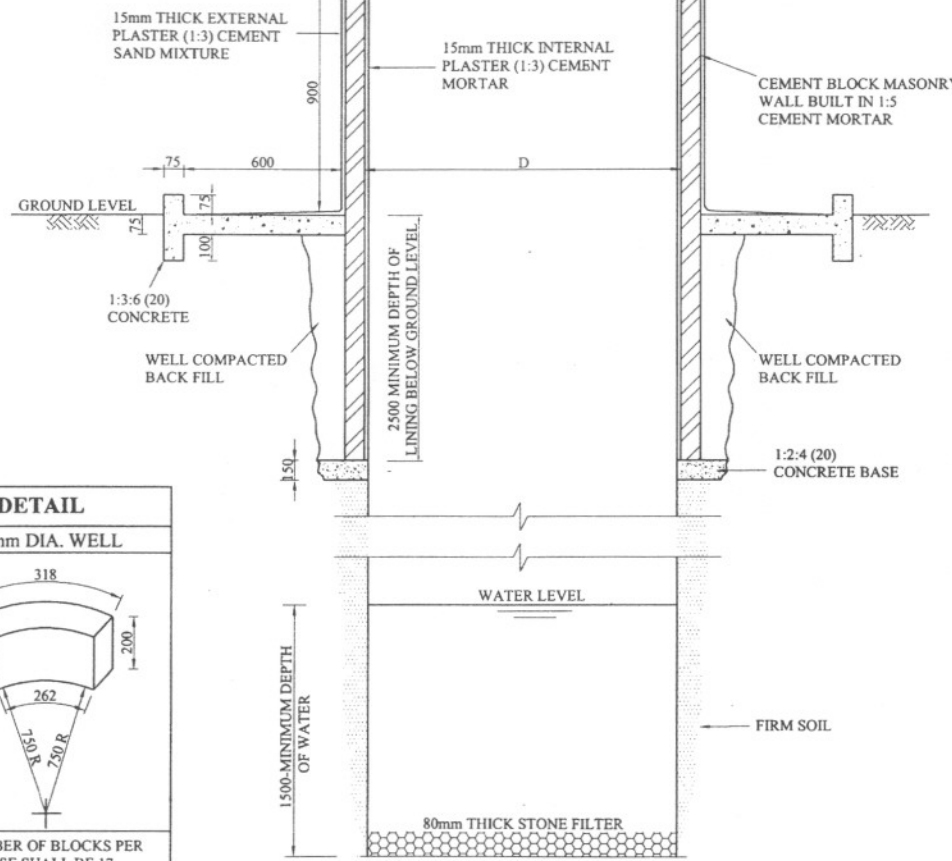 15mm THICK EXTERNAL
PLASTER (1:3) CEMENT
SAND MIXTURE
15mm THICK INTERNAL
PLASTER (1:3) CEMENT
MORTAR
CEMENT BLOCK MASONRY
WALL BUILT IN 1:5
CEMENT MORTAR
900
75
600
D
GROUND LEVEL
75
75
100
1:3:6 (20)
CONCRETE
2500 MINIMUM DEPTH OF
LINING BELOW GROUND LEVEL
WELL COMPACTED
BACK FILL
WELL COMPACTED
BACK FILL
150
1:2:4 (20)
CONCRETE BASE
DETAIL
mm DIA. WELL
318
200
262
750 R
750 R
WATER LEVEL
1500-MINIMUM DEPTH
OF WATER
FIRM SOIL
80mm THICK STONE FILTER
BER OF BLOCKS PER